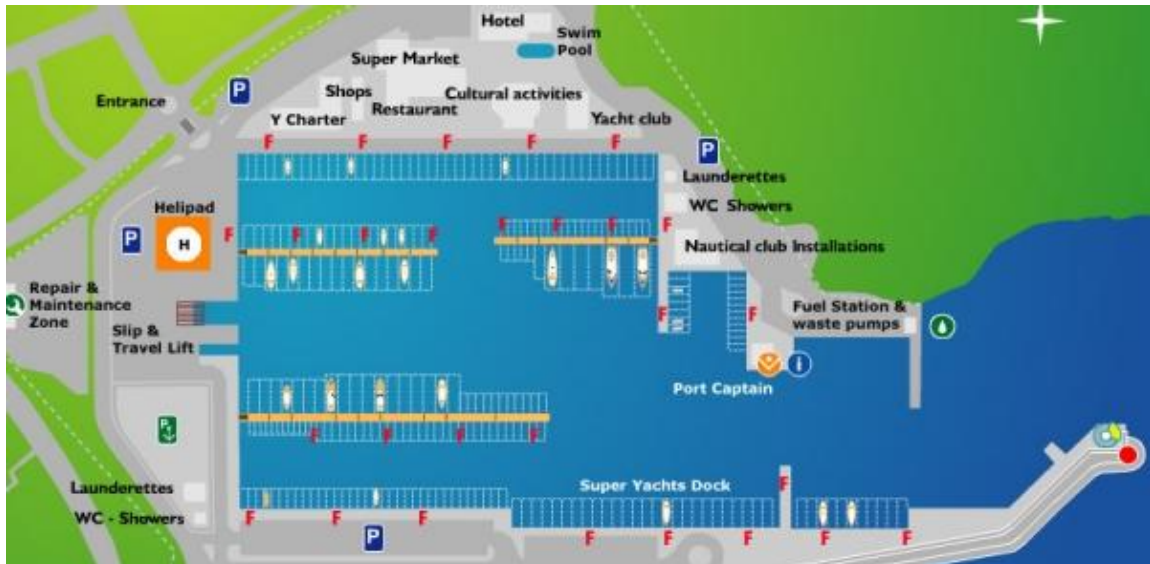 Hotel
Swim
Pool
Super Market
P
Entrance
Shops
Cultural activities
Restaurant
Y Charter
Yacht club
F
F
F
F
F
P
Launderettes
WC Showers
Helipad
H
P
F
F
F
F
F
F
F
F
Nautical club Installations
Repair &
Maintenance
Zone
Slip &
Travel Lift
F
F
Fuel Station &
waste pumps
i
Port Captain
P
F
F
F
F
Launderettes
WC - Showers
Super Yachts Dock
F
F
F
F
P
F
F
F
F
F